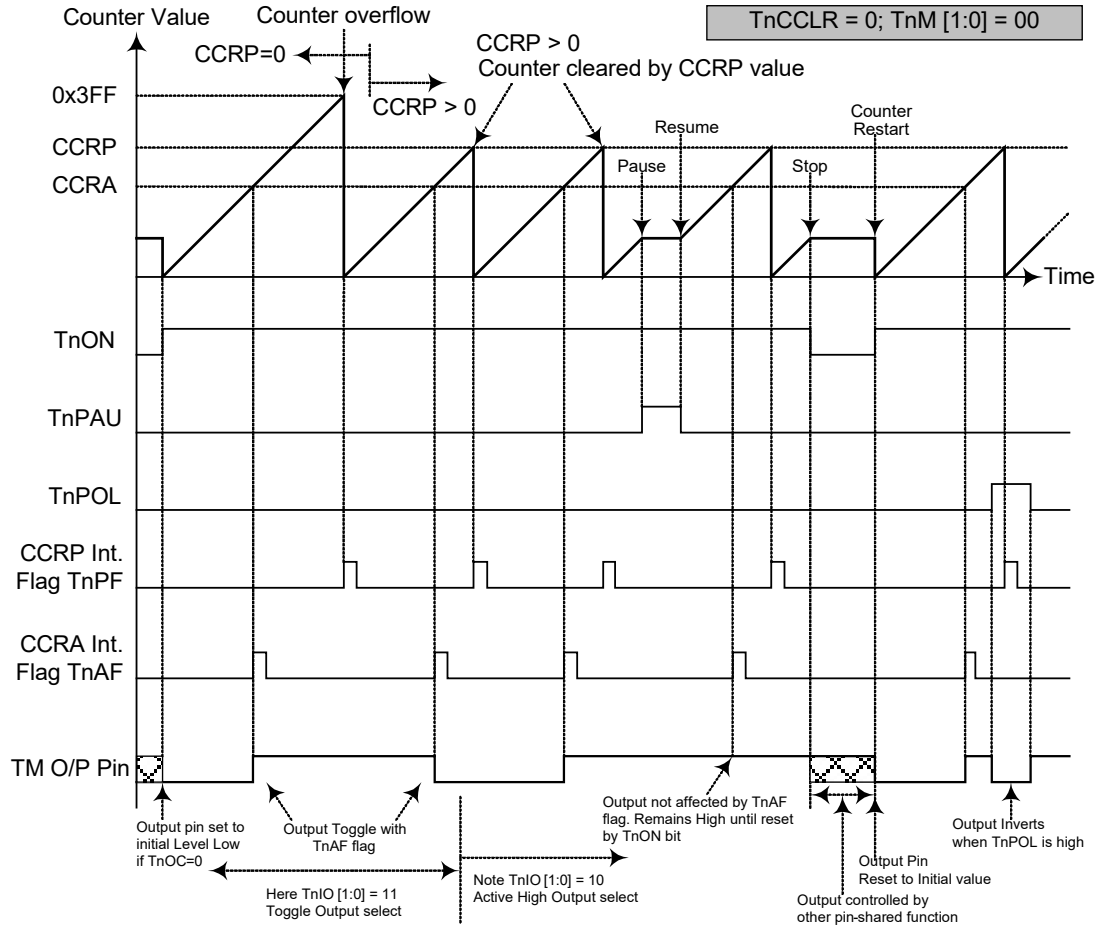 Counter Value
Counter overflow
TnCCLR = 0; TnM [1:0] = 00
CCRP=0
CCRP > 0
CCRP > 0
Counter cleared by CCRP value
0x3FF
CCRP
CCRA
Pause
Resume
Stop
Counter
Restart
Time
TnON
TnPAU
TnPOL
CCRP Int.
Flag TnPF
CCRA Int.
Flag TnAF
TM O/P Pin
Output pin set to
initial Level Low
if TnOC=0
Output Toggle with
TnAF flag
Output not affected by TnAF
flag. Remains High until reset
by TnON bit
Output Inverts
when TnPOL is high
Output Pin
Reset to Initial value
Here TnIO [1:0] = 11
Toggle Output select
Note TnIO [1:0] = 10
Active High Output select
Output controlled by
other pin-shared function